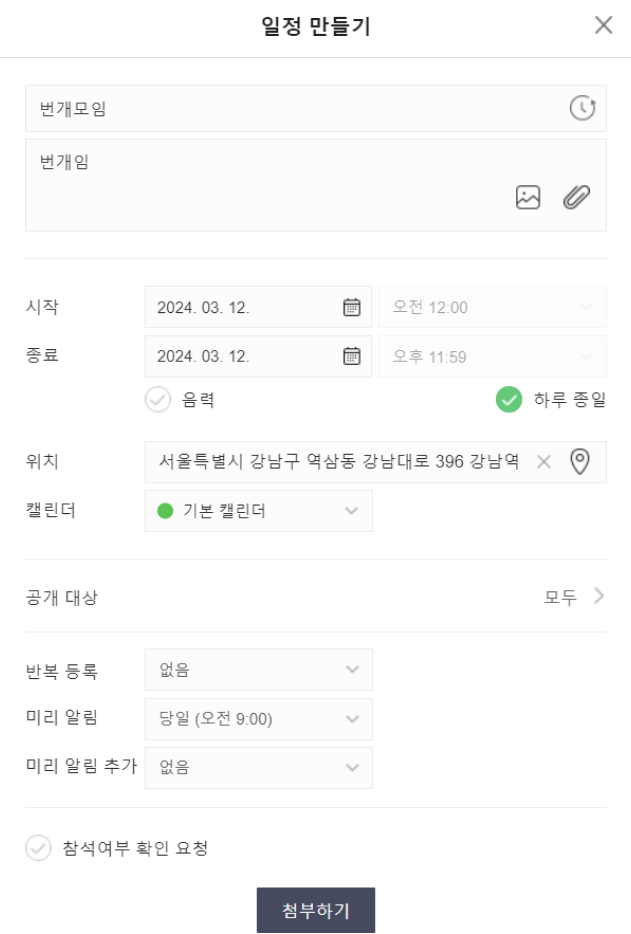 일정 만들기
번개모임
번개임
시작 2024. 03. 12. 오전 12:00
종료 2024. 03. 12. 오후 11:59
음력 하루 종일
위치 서울특별시 강남구 역삼동 강남대로 396 강남역
캘린더 기본 캘린더
공개 대상 모두
반복 등록 없음
미리 알림 당일 (오전 9:00)
미리 알림 추가 없음
참석여부 확인 요청
첨부하기